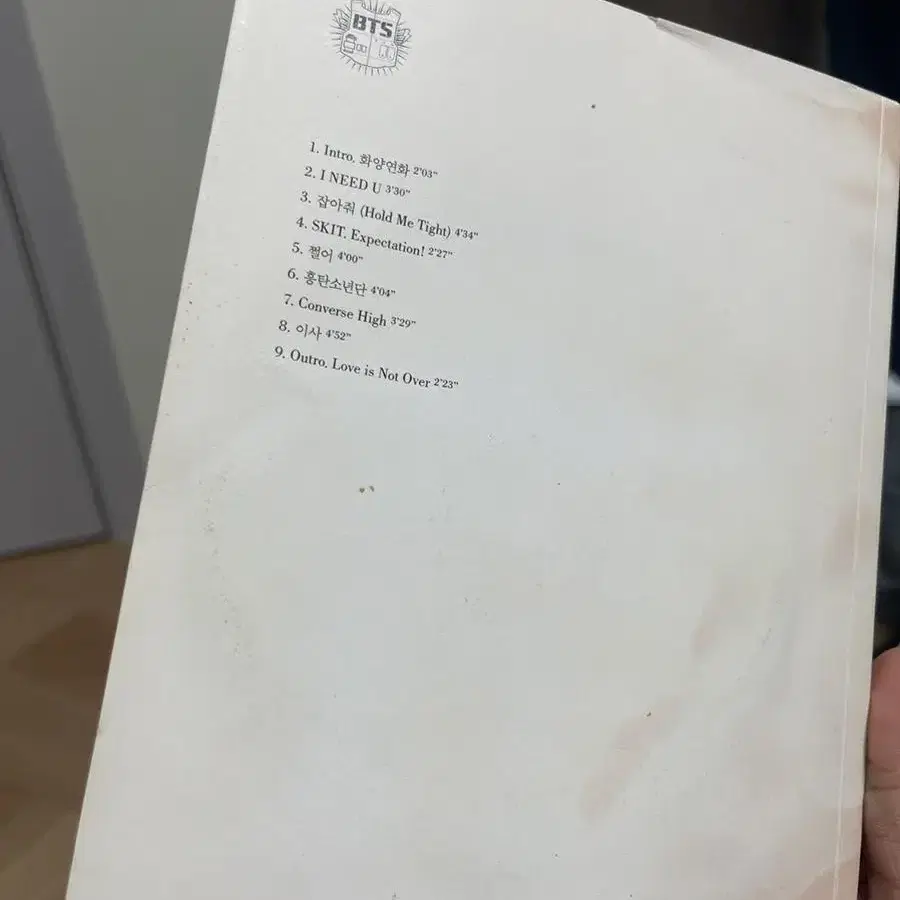 BTS
1. Intro. 화양연화 2'03"
2. I NEED U 3'30"
3. 잡아줘 (Hold Me Tight) 4'34"
4. SKIT. Expectation! 2'27"
5. 쩔어 4'00"
6. 흥탄소년단 4'04"
7. Converse High 3'29"
8. 이사 4'52"
9. Outro. Love is Not Over 2'23"